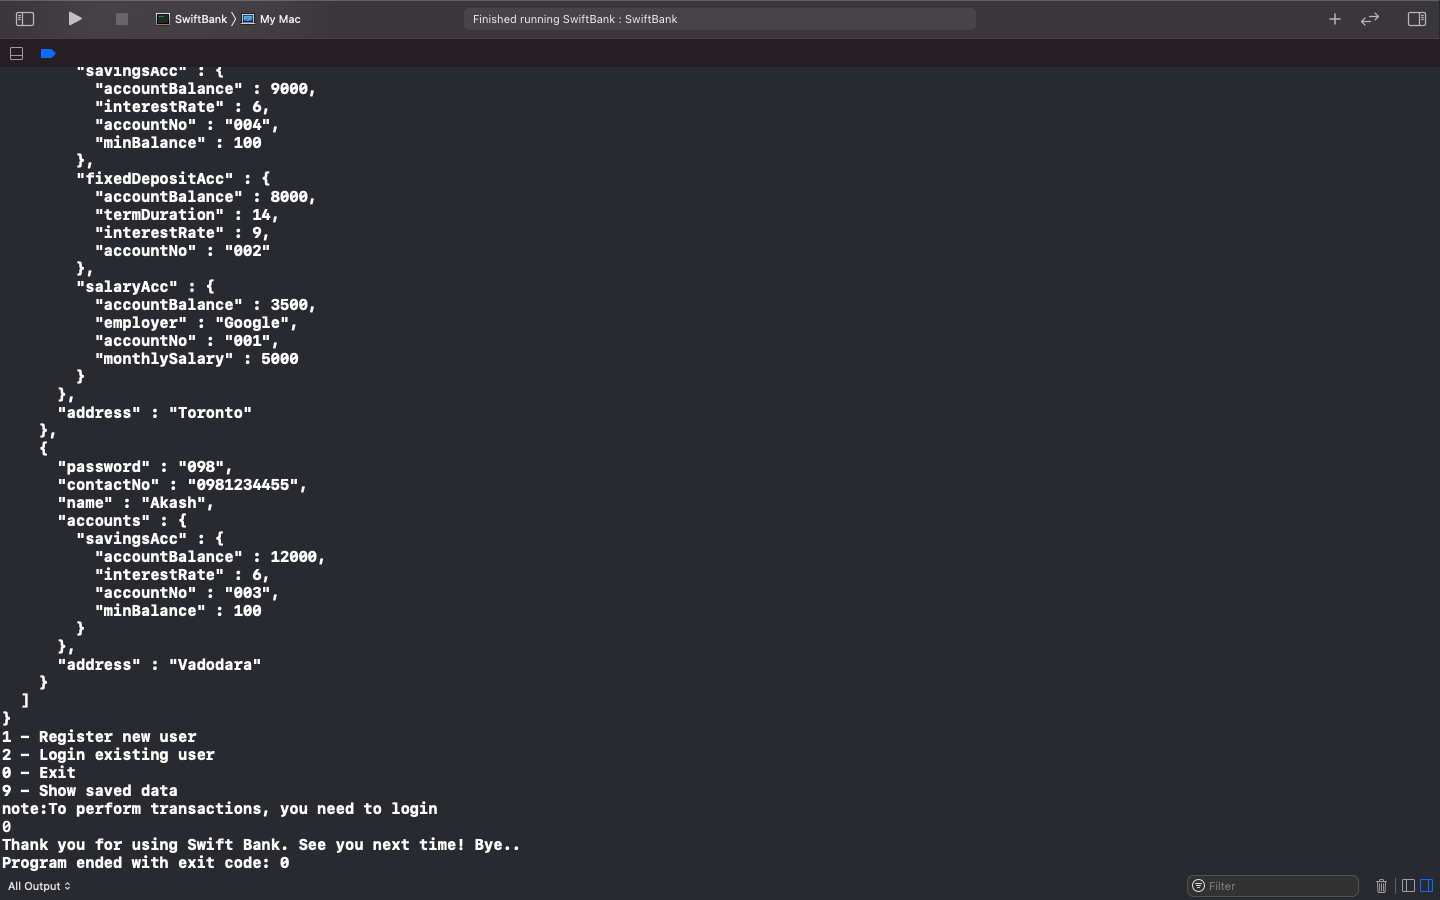 SwiftBank 〉 My Mac
Finished running SwiftBank : SwiftBank
"savingsAcc" : {
"accountBalance" : 9000,
"interestRate" : 6,
"accountNo" : "004",
"minBalance" : 100
},
"fixedDepositAcc" : {
"accountBalance" : 8000,
"termDuration" : 14,
"interestRate" : 9,
"accountNo" : "002"
},
"salaryAcc" : {
"accountBalance" : 3500,
"employer" : "Google",
"accountNo" : "001",
"monthlySalary" : 5000
}
},
"address" : "Toronto"
},
{
"password" : "098",
"contactNo" : "0981234455",
"name" : "Akash",
"accounts" : {
"savingsAcc" : {
"accountBalance" : 12000,
"interestRate" : 6,
"accountNo" : "003",
"minBalance" : 100
}
},
"address" : "Vadodara"
}
]
}
1 - Register new user
2 - Login existing user
0 - Exit
9 - Show saved data
note:To perform transactions, you need to login
0
Thank you for using Swift Bank. See you next time! Bye..
Program ended with exit code: 0
All Output
Filter